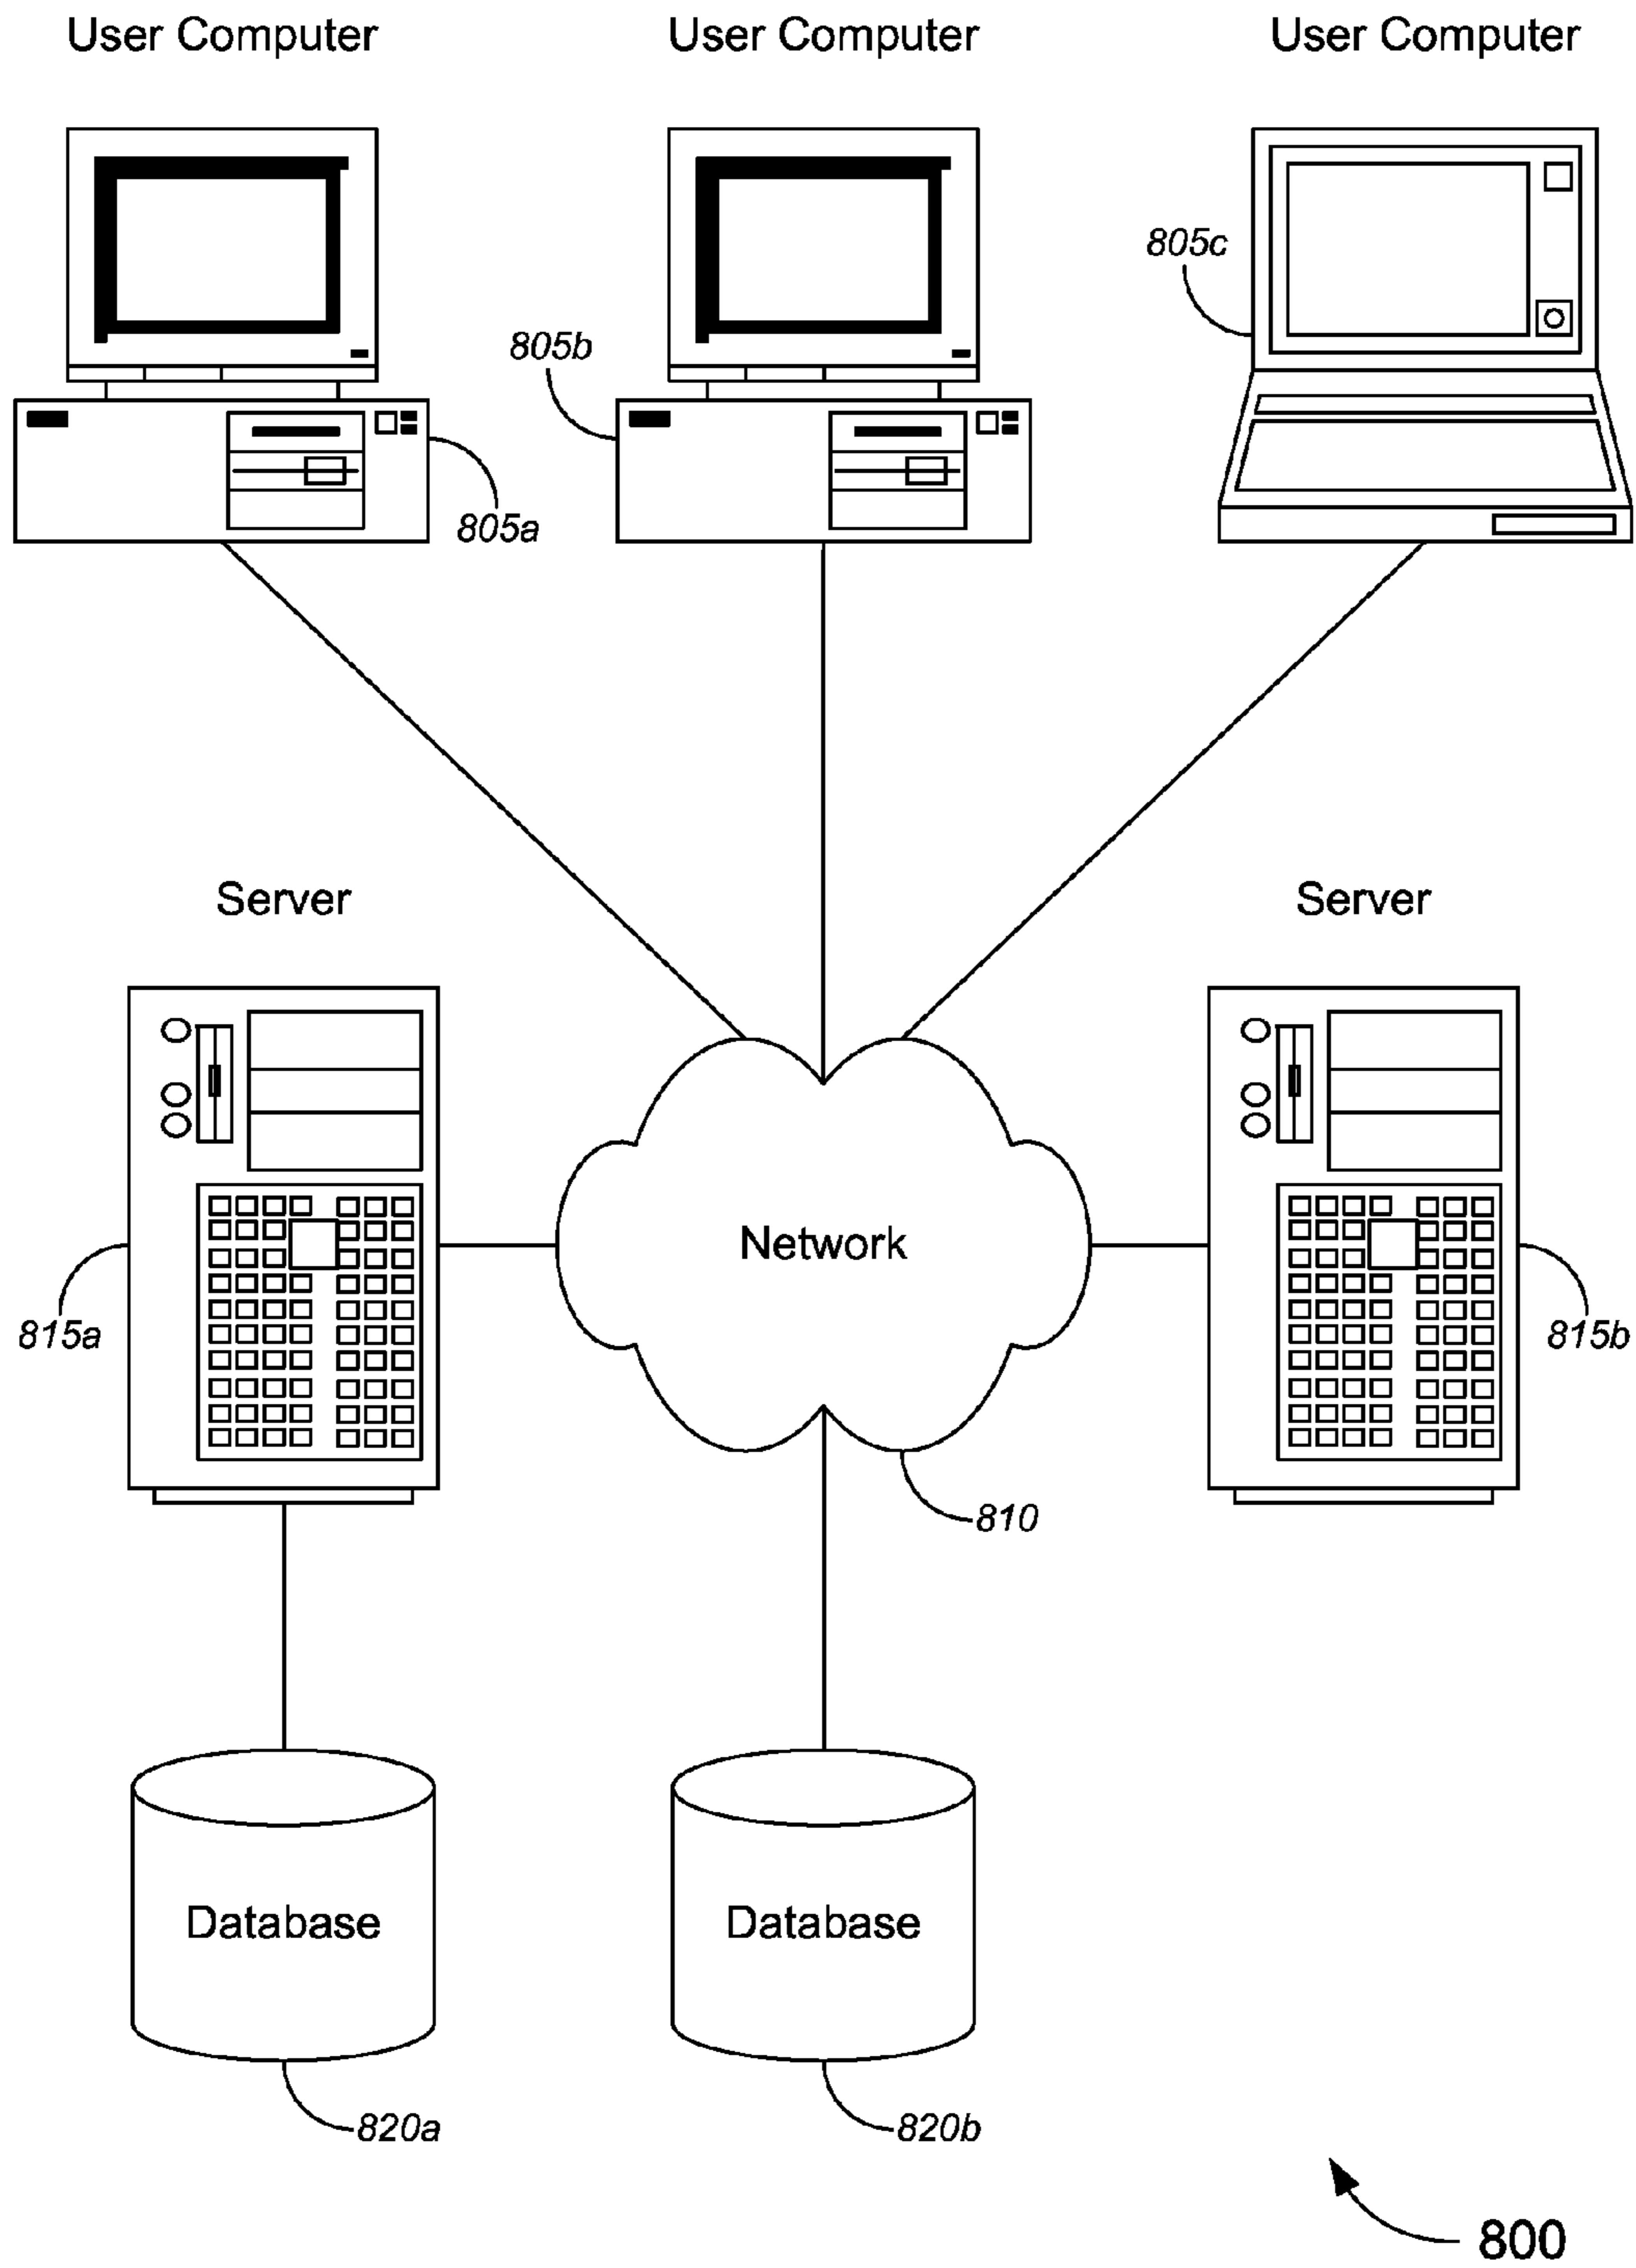 User Computer User Computer User Computer
805c
805b
805a
Server Server
Network
815a 815b
810
Database Database
820a 820b
800